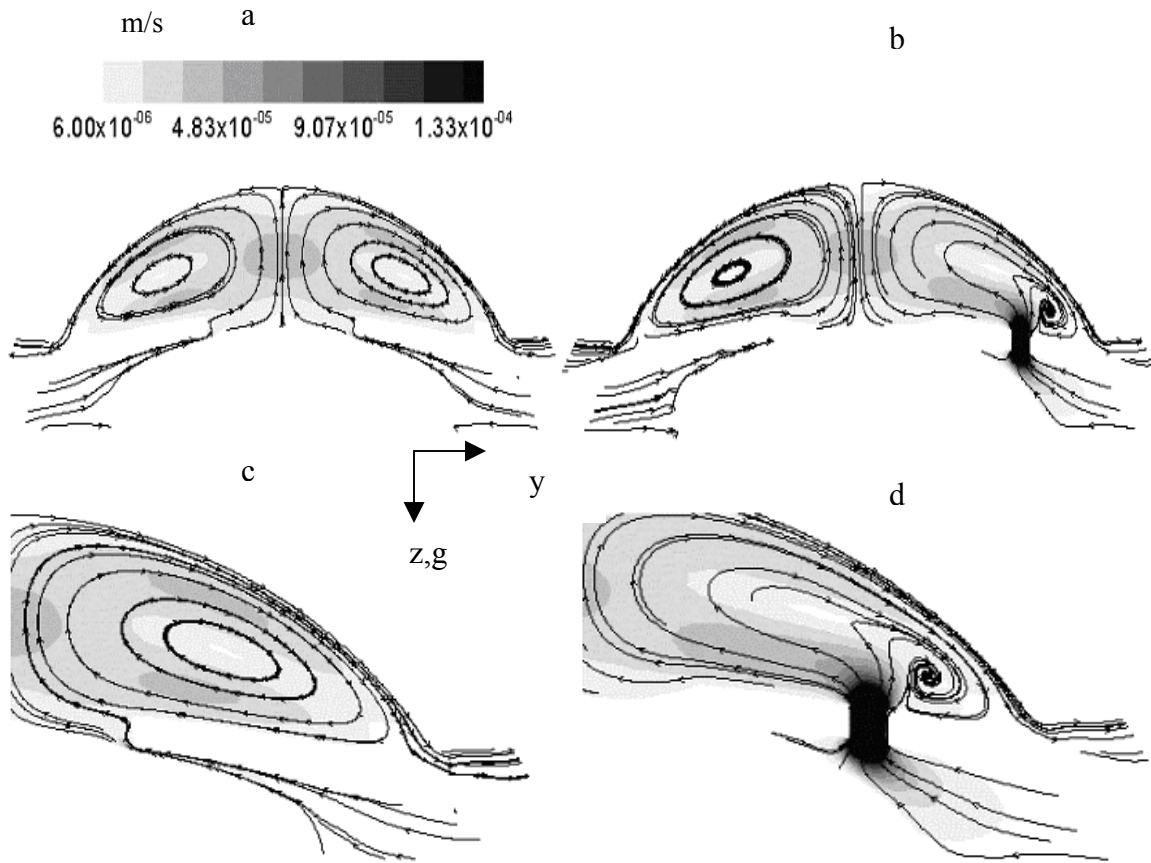 m/s a
b
6.00x10⁻⁰⁶ 4.83x10⁻⁰⁵ 9.07x10⁻⁰⁵ 1.33x10⁻⁰⁴
c y d
z,g